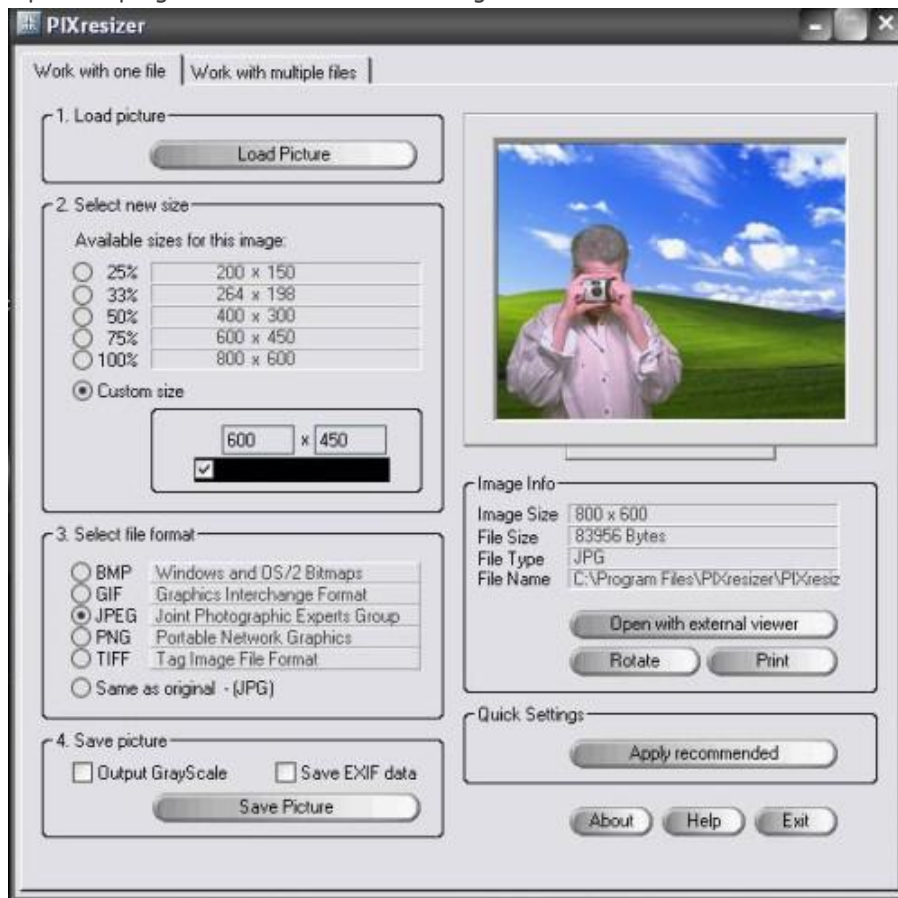 PIXresizer
Work with one file
Work with multiple files
1. Load picture
Load Picture
2. Select new size
Available sizes for this image:
25% 200 x 150
33% 264 x 198
50% 400 x 300
75% 600 x 450
100% 800 x 600
Custom size
600 x 450
3. Select file format
BMP Windows and OS/2 Bitmaps
GIF Graphics Interchange Format
JPEG Joint Photographic Experts Group
PNG Portable Network Graphics
TIFF Tag Image File Format
Same as original - (JPG)
4. Save picture
Output GrayScale
Save EXIF data
Save Picture
Image Info
Image Size 800 x 600
File Size 83956 Bytes
File Type JPG
File Name C:\Program Files\PIXresizer\PIXresiz
Open with external viewer
Rotate
Print
Quick Settings
Apply recommended
About
Help
Exit